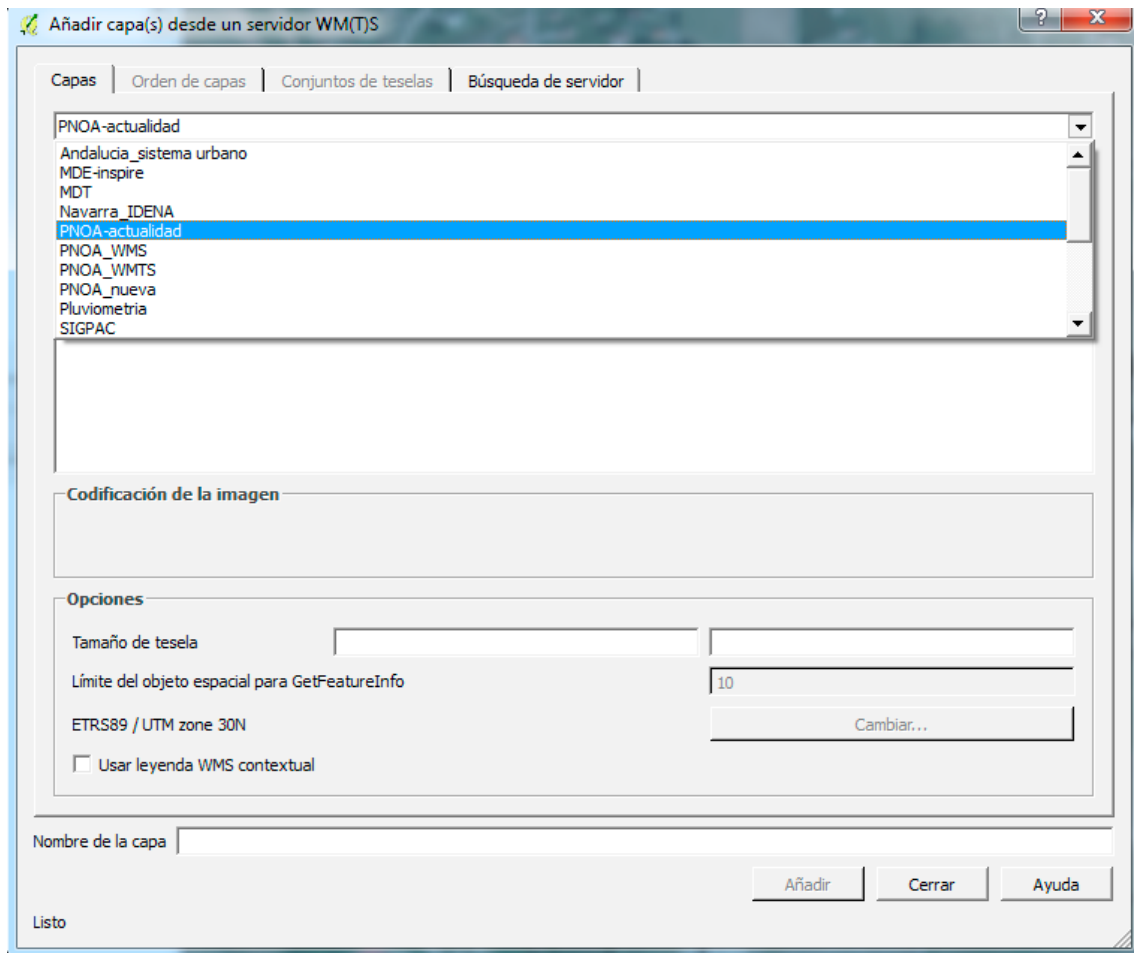 Añadir capa(s) desde un servidor WM(T)S
Capas Orden de capas Conjuntos de teselas Búsqueda de servidor
PNOA-actualidad
Andalucia_sistema urbano
MDE-inspire
MDT
Navarra_IDENA
PNOA-actualidad
PNOA_WMS
PNOA_WMTS
PNOA_nueva
Pluviometria
SIGPAC
Codificación de la imagen
Opciones
Tamaño de tesela
Límite del objeto espacial para GetFeatureInfo 10
ETRS89 / UTM zone 30N Cambiar...
Usar leyenda WMS contextual
Nombre de la capa
Añadir Cerrar Ayuda
Listo